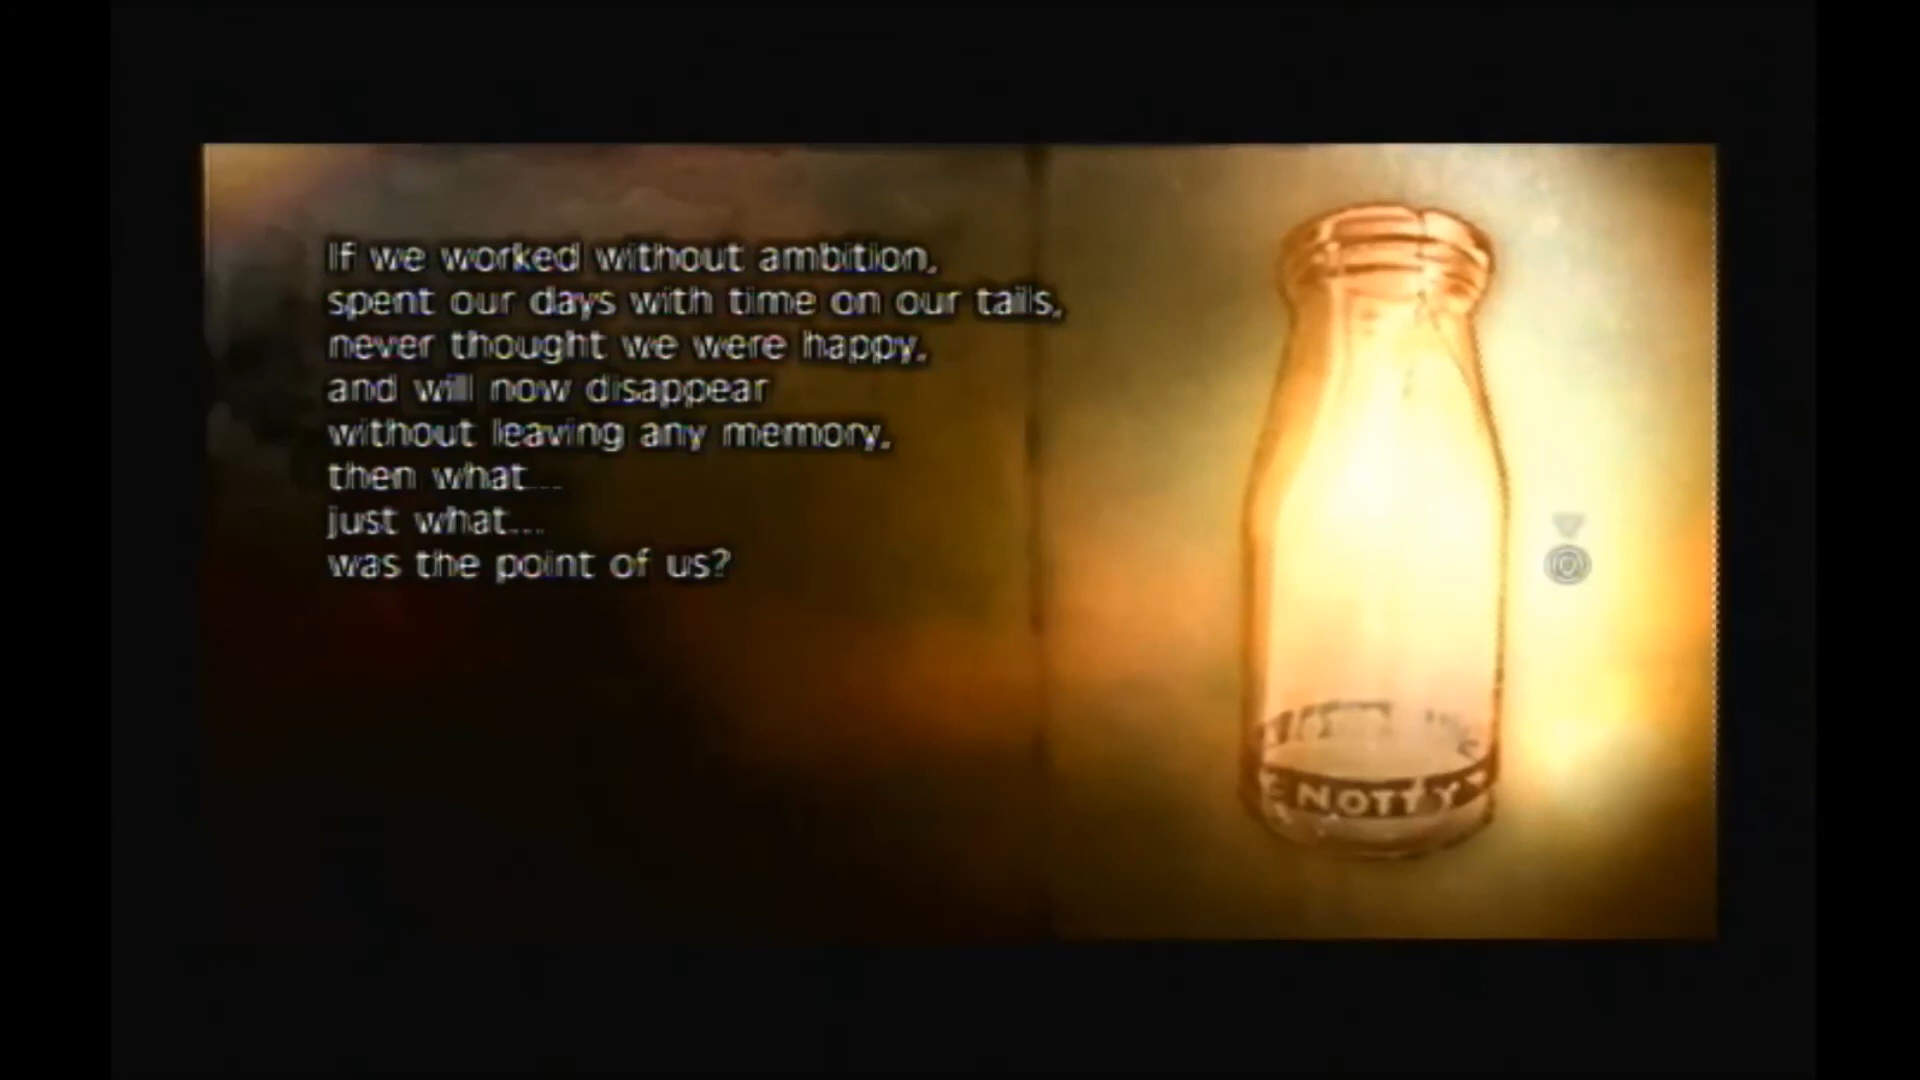 If we worked without ambition,
spent our days with time on our tails,
never thought we were happy,
and will now disappear
without leaving any memory,
then what...
just what...
was the point of us?
NOTTY